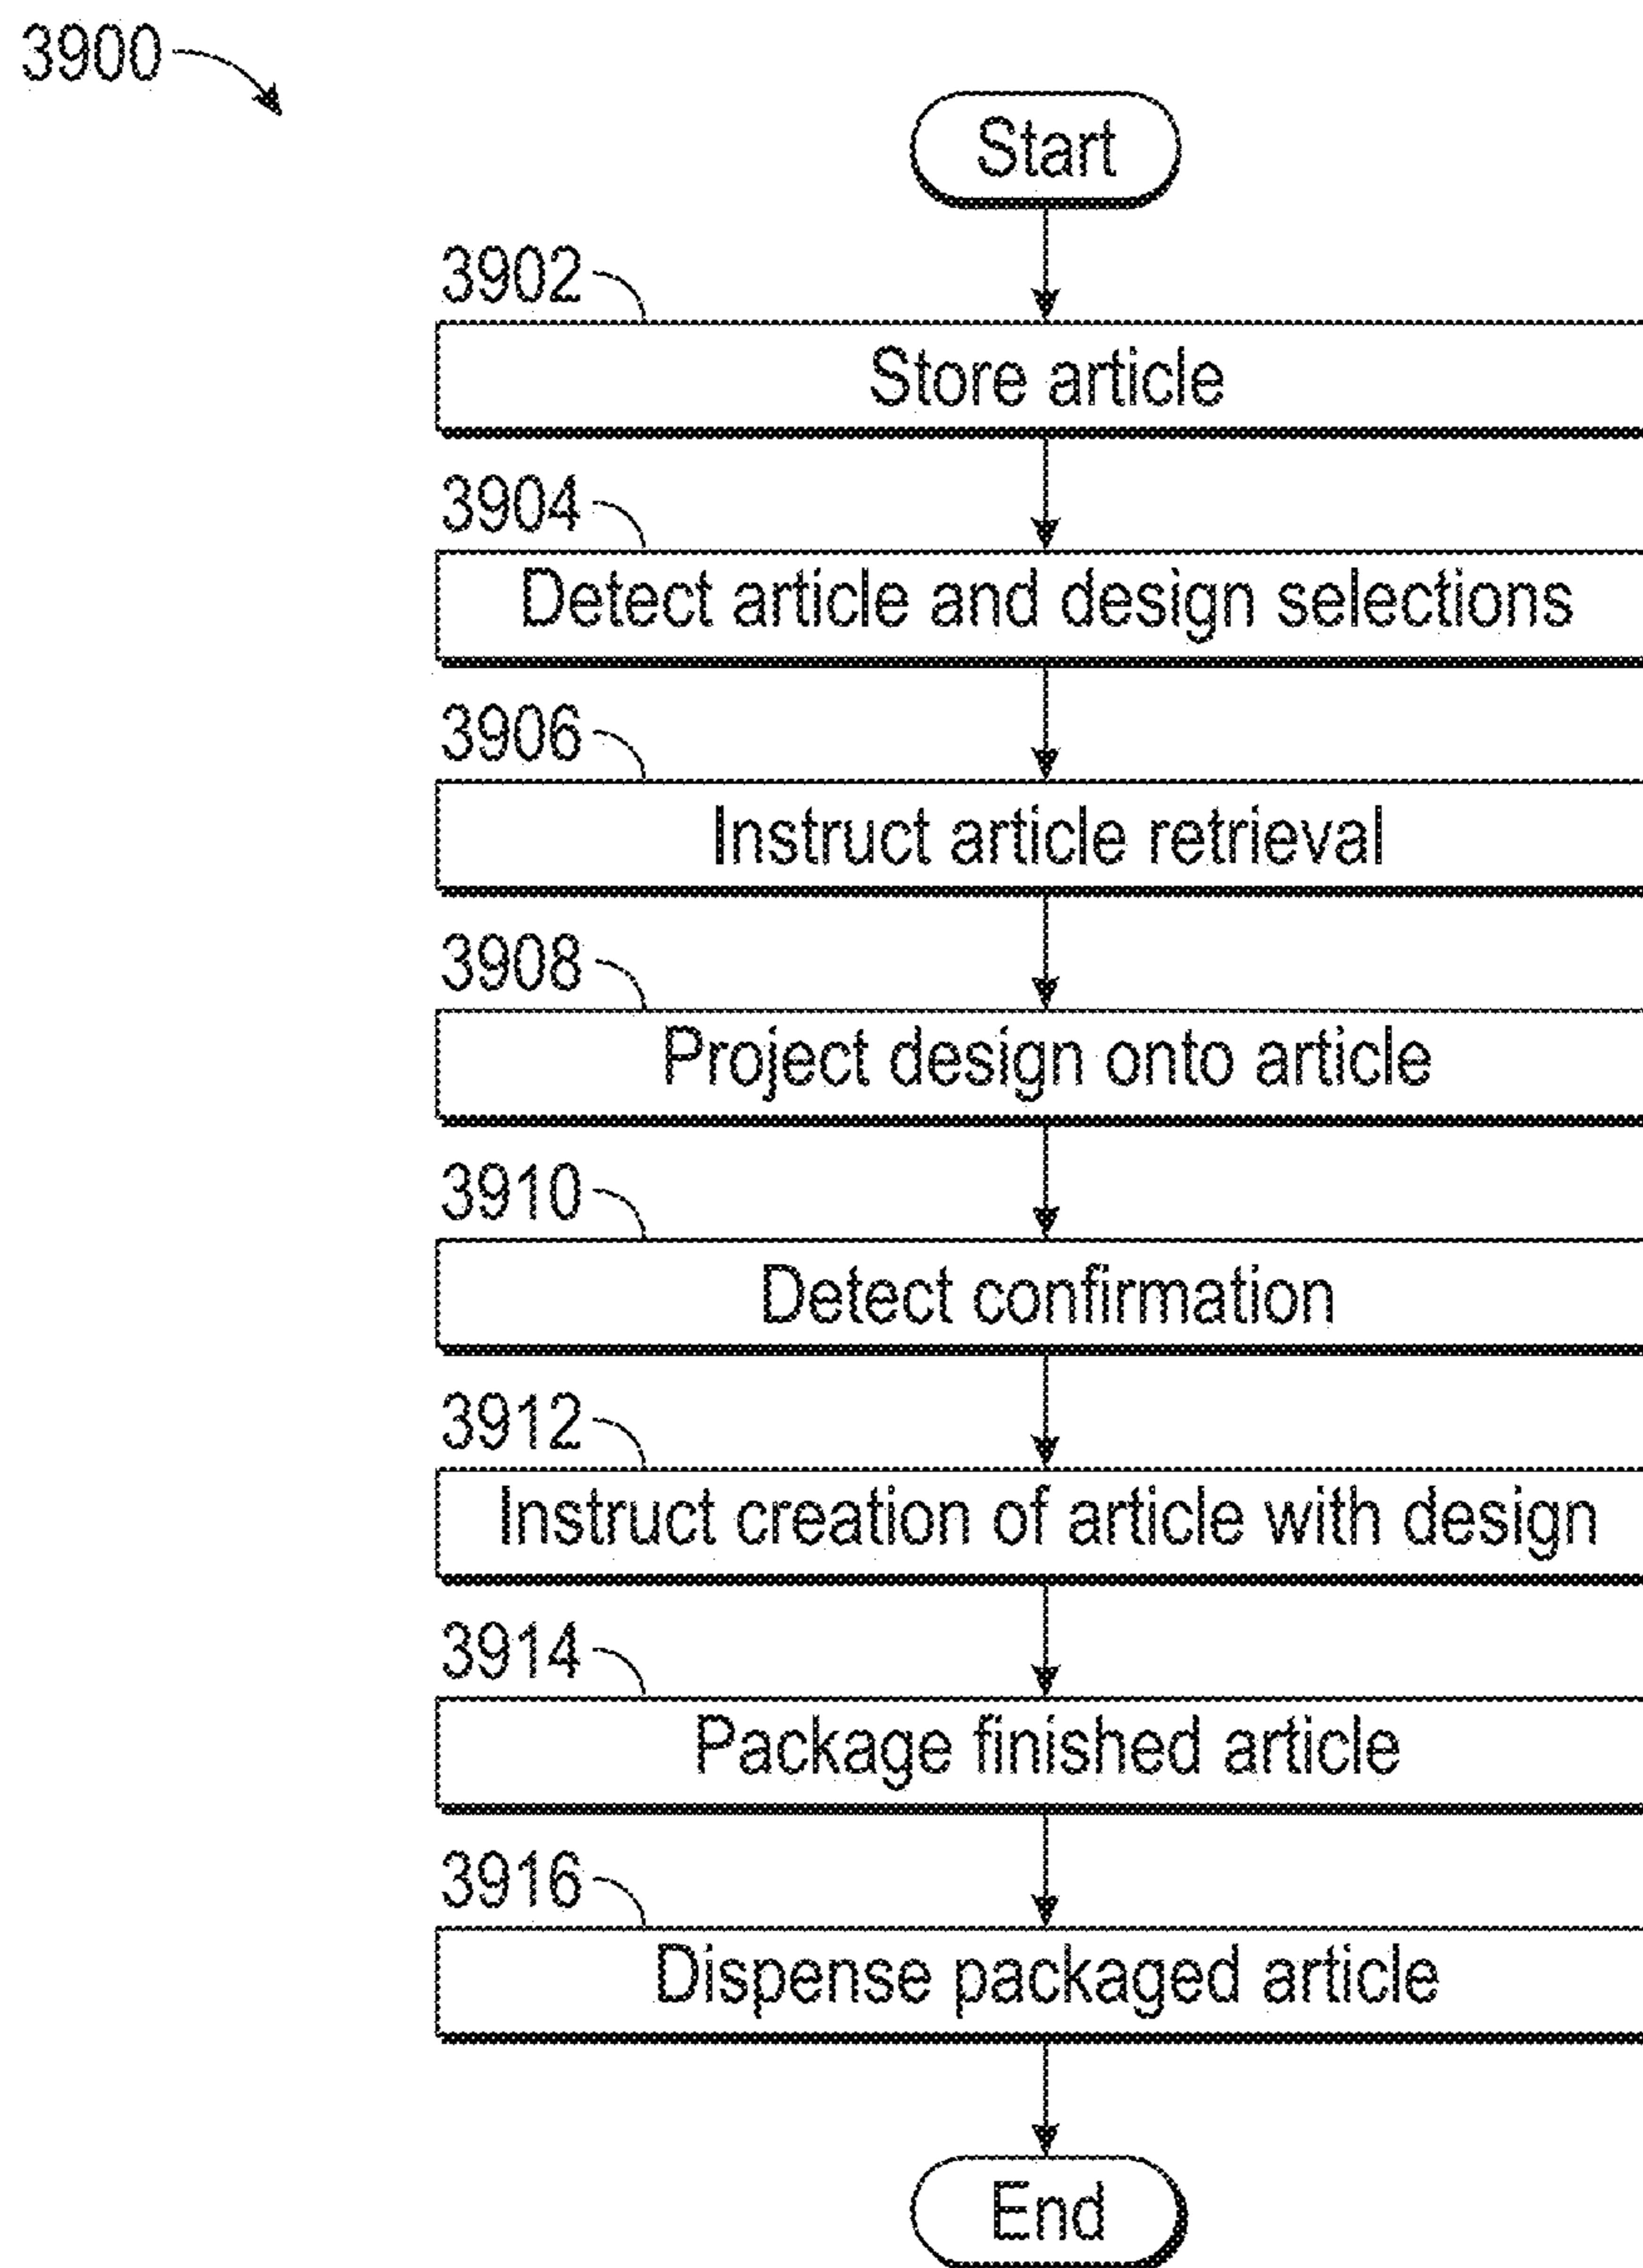 3900
Start
3902
Store article
3904
Detect article and design selections
3906
Instruct article retrieval
3908
Project design onto article
3910
Detect confirmation
3912
Instruct creation of article with design
3914
Package finished article
3916
Dispense packaged article
End